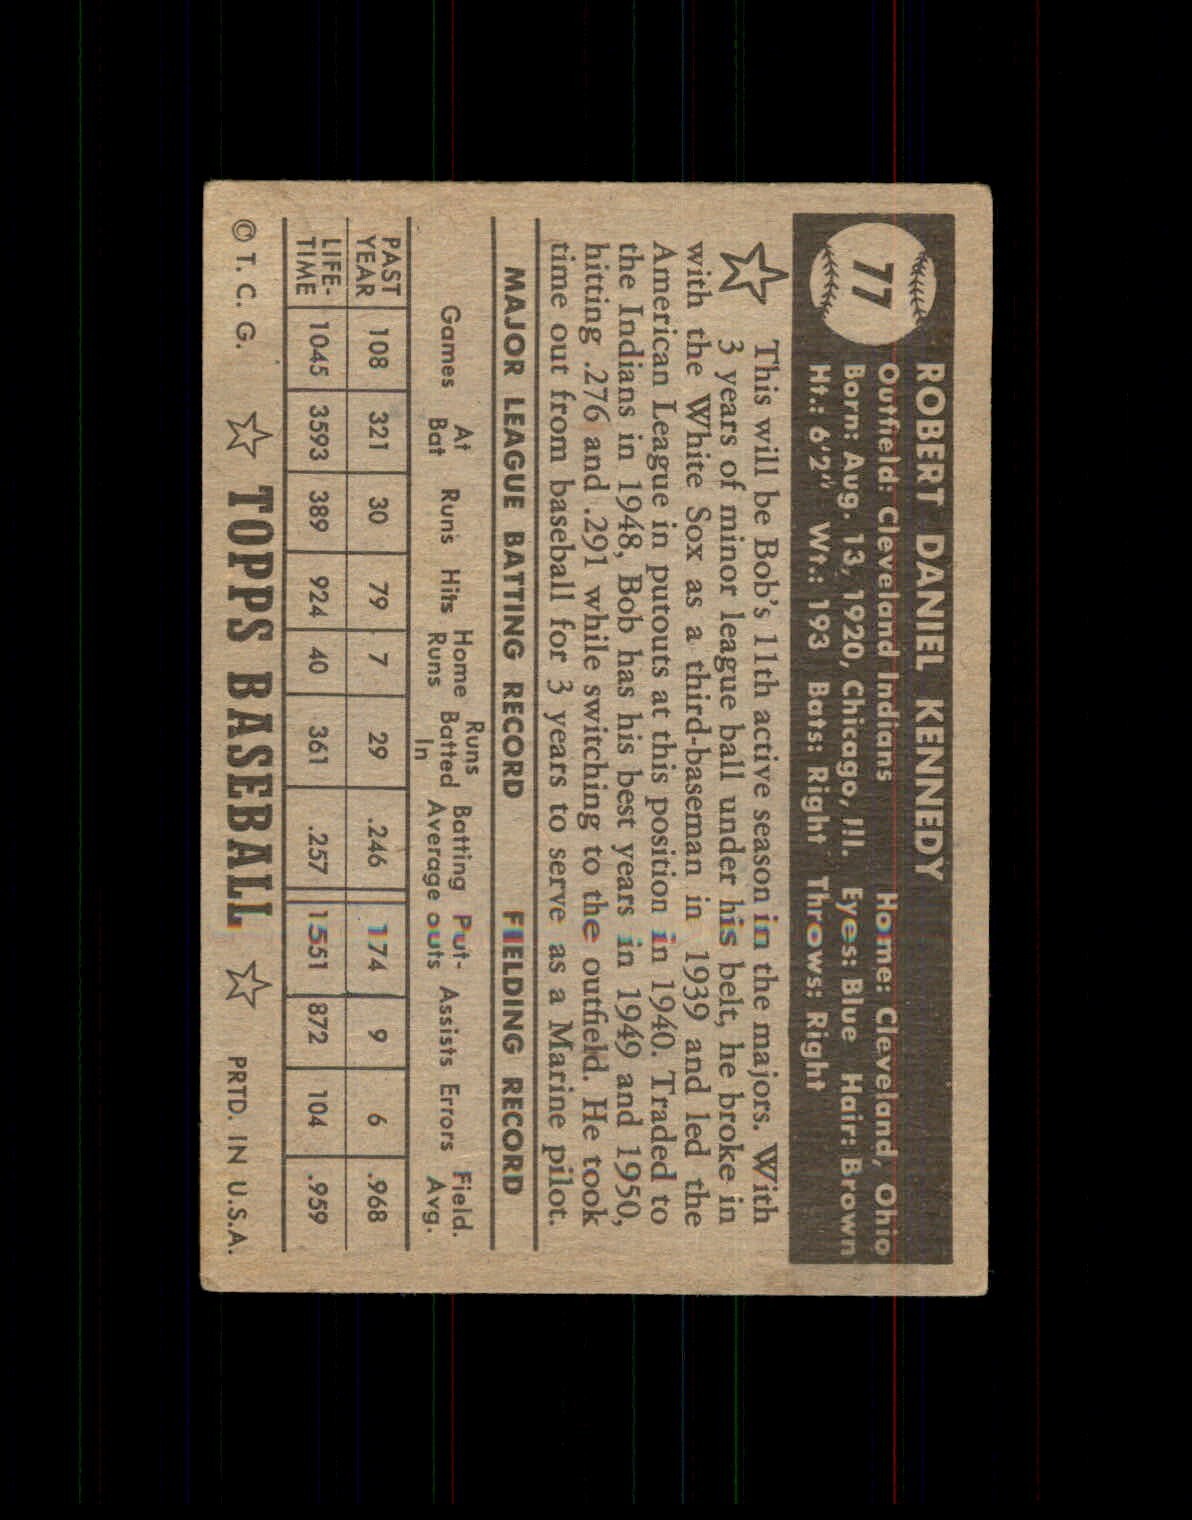 77
ROBERT DANIEL KENNEDY
Outfield: Cleveland Indians Home: Cleveland, Ohio
Born: Aug. 13, 1920, Chicago, Ill. Eyes: Blue Hair: Brown
Ht.: 6'2" Wt.: 193 Bats: Right Throws: Right
This will be Bob's 11th active season in the majors. With
3 years of minor league ball under his belt, he broke in
with the White Sox as a third-baseman in 1939 and led the
American League in putouts at this position in 1940. Traded to
the Indians in 1948, Bob has his best years in 1949 and 1950,
hitting .276 and .291 while switching to the outfield. He took
time out from baseball for 3 years to serve as a Marine pilot.
MAJOR LEAGUE BATTING RECORD FIELDING RECORD
Games At Bat Runs Hits Home Runs Runs Batted In Batting Average Put-outs Assists Errors Field. Avg.
PAST YEAR 108 321 30 79 7 29 .246 174 9 6 .968
LIFE-TIME 1045 3593 389 924 40 361 .257 1551 872 104 .959
© T. C. G. TOPPS BASEBALL PRTD. IN U.S.A.